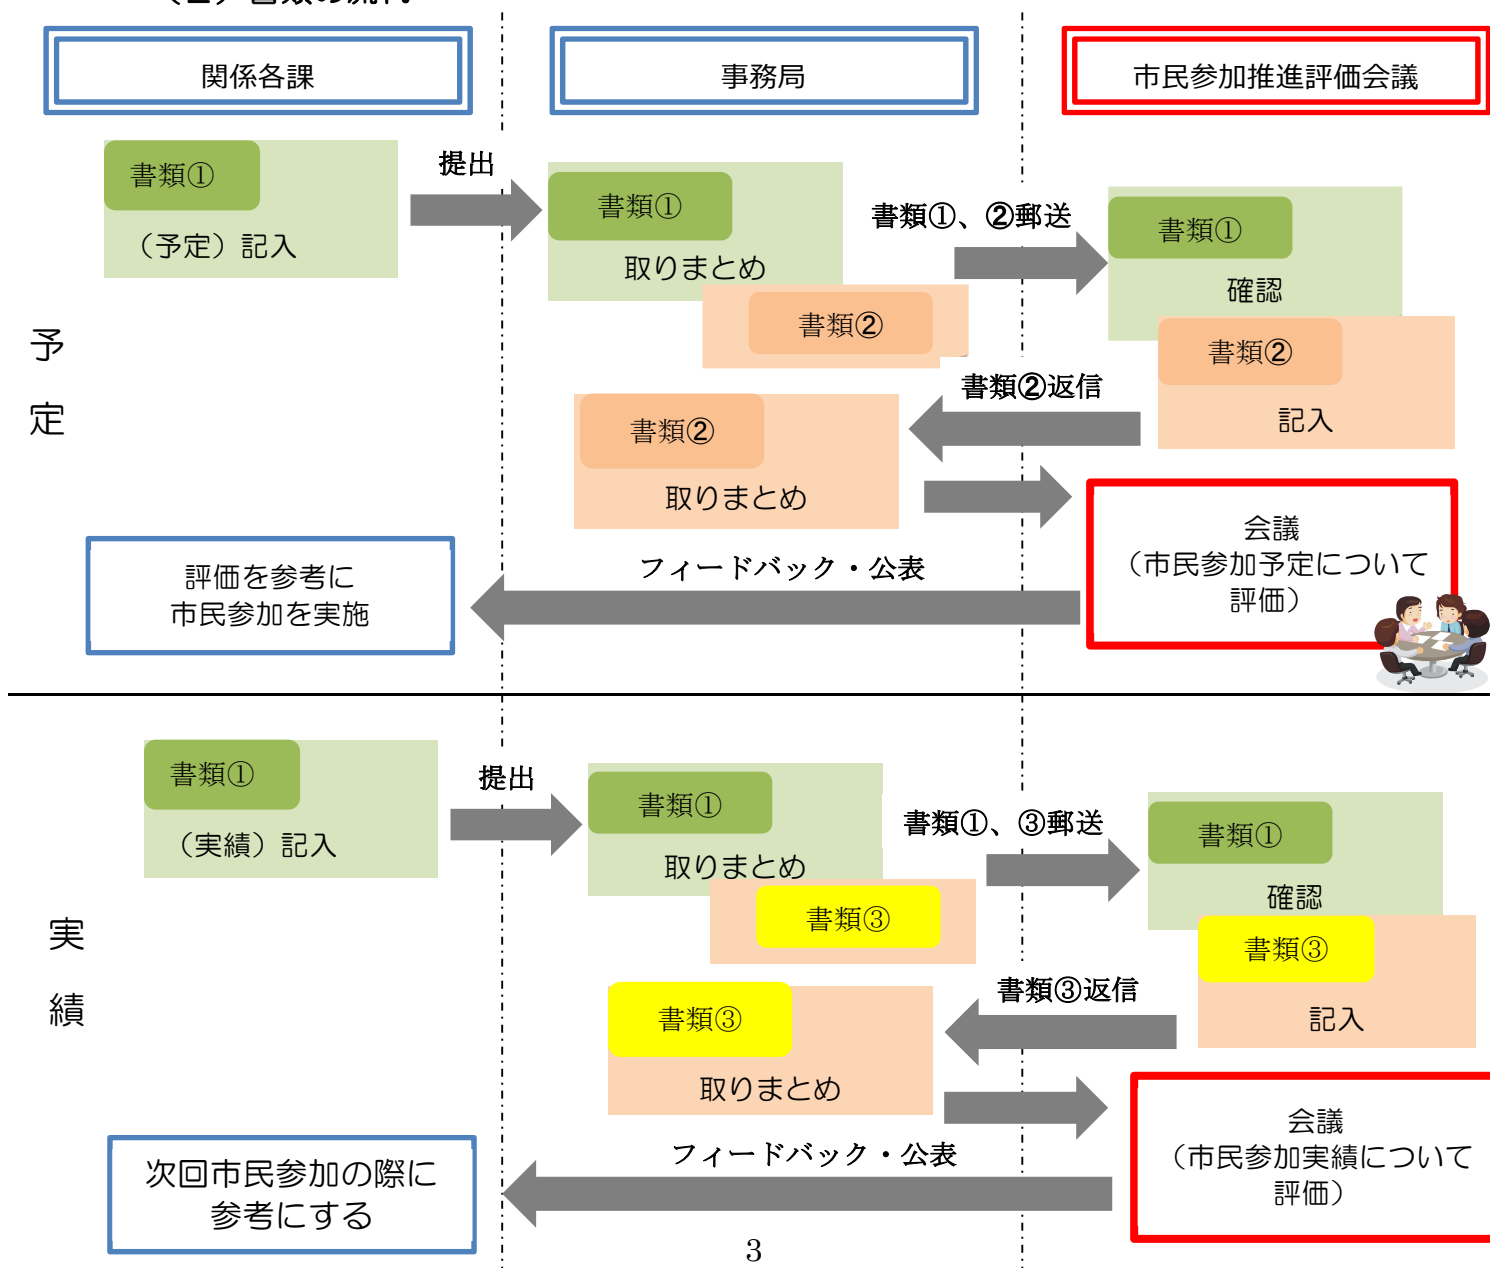 関係各課
事務局
市民参加推進評価会議
予定
書類①
（予定）記入
提出
書類①
取りまとめ
書類②
書類①、②郵送
書類①
確認
書類②
記入
書類②返信
書類②
取りまとめ
会議
（市民参加予定について
評価）
フィードバック・公表
評価を参考に
市民参加を実施
実績
書類①
（実績）記入
提出
書類①
取りまとめ
書類③
書類①、③郵送
書類①
確認
書類③
記入
書類③返信
書類③
取りまとめ
会議
（市民参加実績について
評価）
フィードバック・公表
次回市民参加の際に
参考にする
3